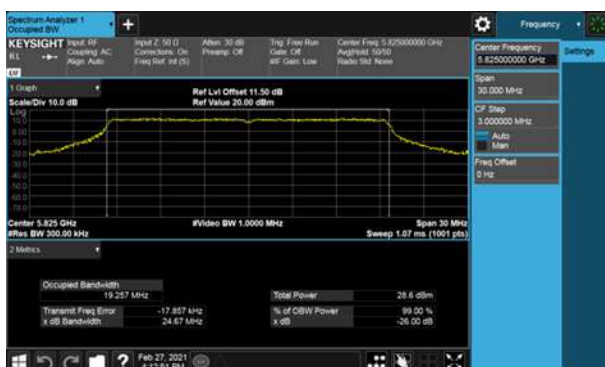 Spectrum Analyzer 1
Occupied BW
+
Frequency
KEYSIGHT
Input: RF
Input Z: 50 Ω
Atten: 30 dB
Trig: Free Run
Center Freq: 5.825000000 GHz
RL
Coupling: AC
Corrections: On
Preamp: Off
Gate: Off
Avg|Hold: 50/50
Align: Auto
Freq Ref: Int (S)
#IF Gain: Low
Radio Std: None
LV
Center Frequency
5.825000000 GHz
Settings
Span
30.000 MHz
CF Step
3.000000 MHz
Auto
Man
Freq Offset
0 Hz
1 Graph
Ref Lvl Offset 11.50 dB
Scale/Div 10.0 dB
Ref Value 20.00 dBm
Log
Center 5.825 GHz
#Video BW 1.0000 MHz
Span 30 MHz
#Res BW 300.00 kHz
Sweep 1.07 ms (1001 pts)
2 Metrics
Occupied Bandwidth
19.257 MHz
Total Power
28.6 dBm
Transmit Freq Error
-17.857 kHz
% of OBW Power
99.00 %
x dB Bandwidth
24.67 MHz
x dB
-26.00 dB
?
Feb 27, 2021